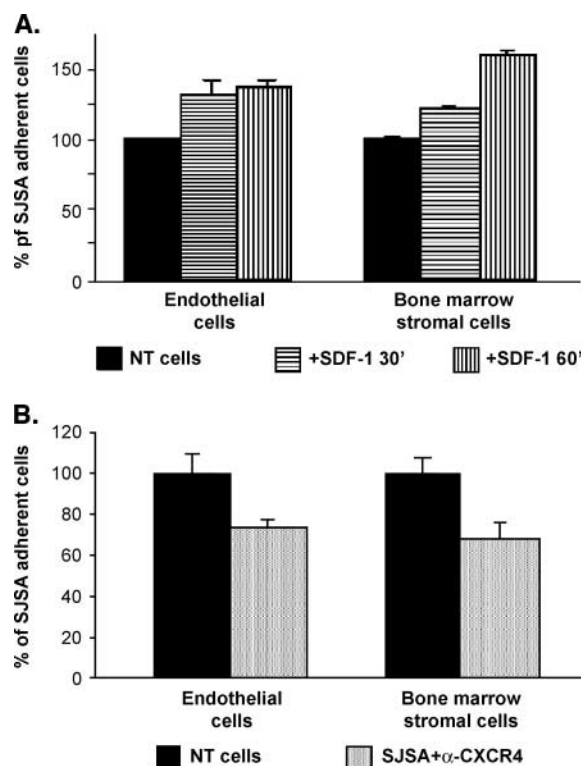 A.
% pf SJSA adherent cells
150
100
50
0
Endothelial
cells
Bone marrow
stromal cells
NT cells
+SDF-1 30'
+SDF-1 60'
B.
% of SJSA adherent cells
120
100
80
60
40
20
0
Endothelial
cells
Bone marrow
stromal cells
NT cells
SJSA+α-CXCR4